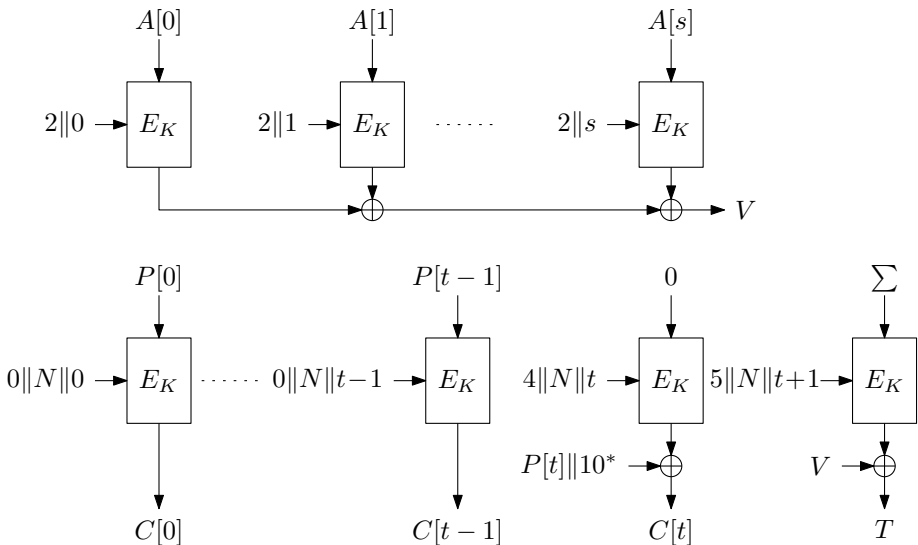 A[0] A[1] A[s]
2∥0 E_K 2∥1 E_K ······ 2∥s E_K
V
P[0] P[t − 1] 0 ∑
0∥N∥0 E_K ······ 0∥N∥t−1 E_K 4∥N∥t E_K 5∥N∥t+1 E_K
P[t]∥10* V
C[0] C[t − 1] C[t] T